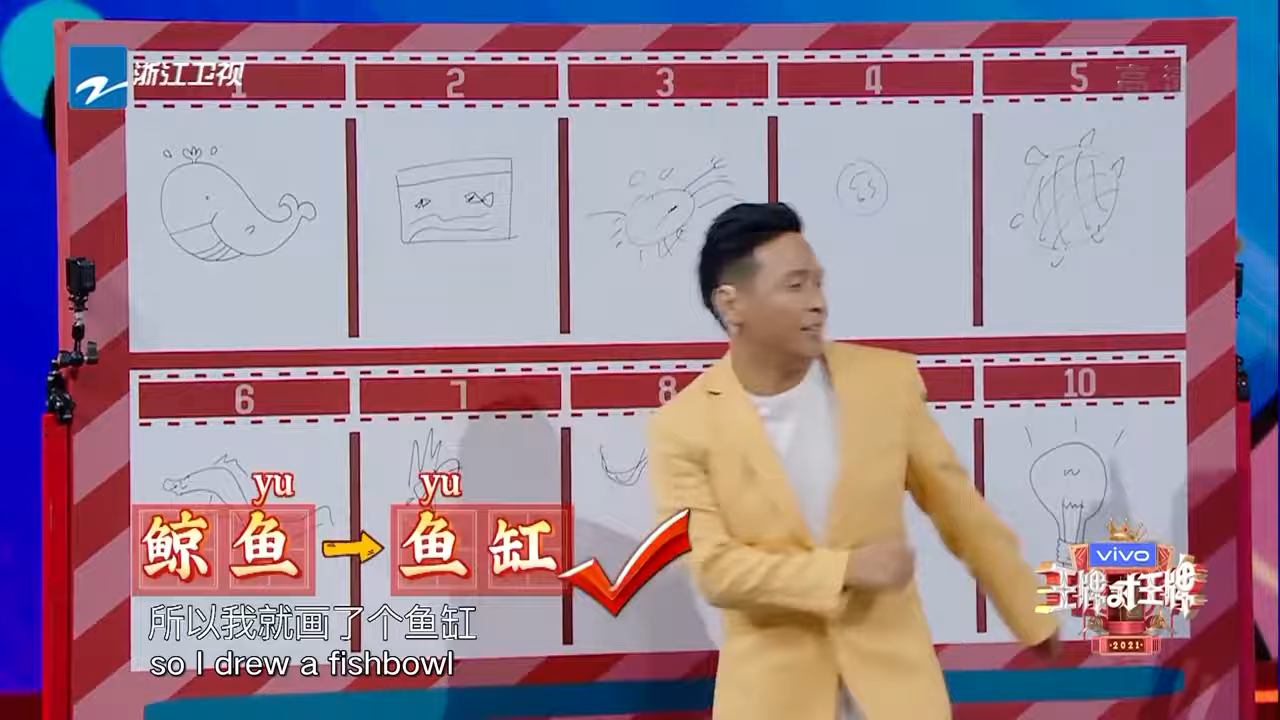 浙江卫视
高清
1
2
3
4
5
6
7
8
10
yu
yu
鲸鱼
鱼缸
所以我就画了个鱼缸
so I drew a fishbowl
vivo
王牌对王牌
·2021·